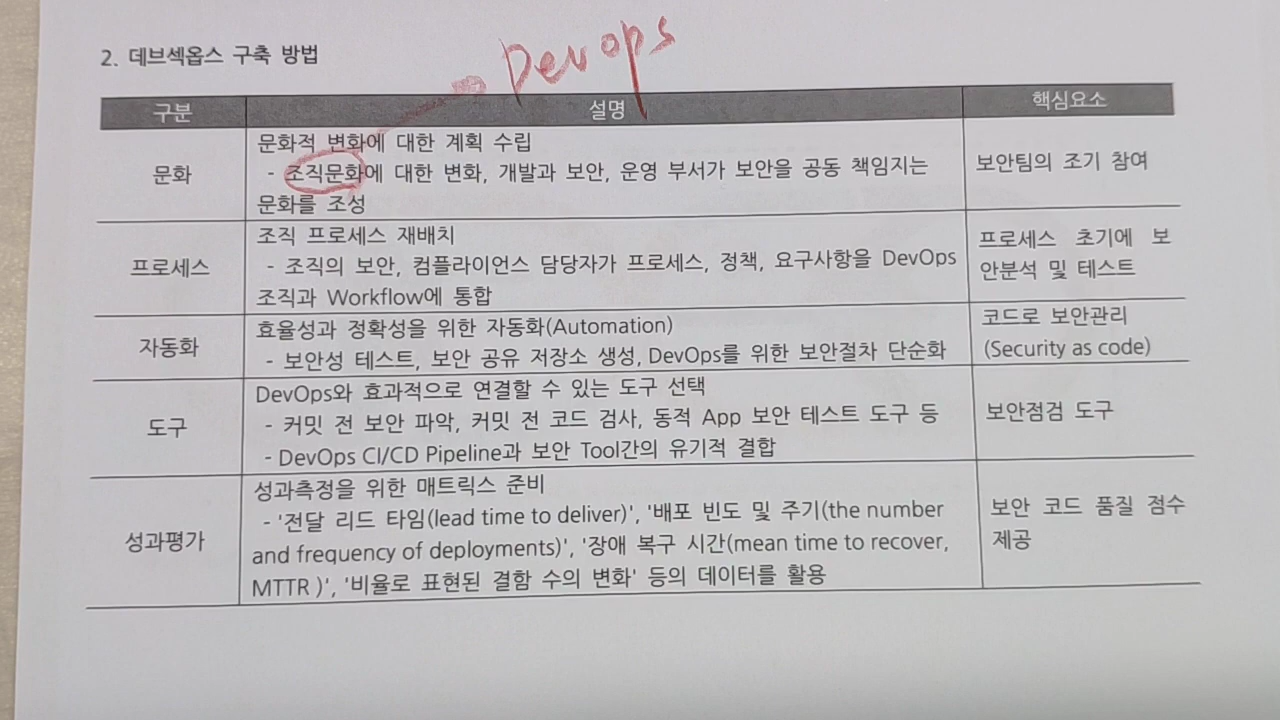 2. 데브섹옵스 구축 방법
Devops
구분 설명 핵심요소
문화
문화적 변화에 대한 계획 수립
- 조직문화에 대한 변화, 개발과 보안, 운영 부서가 보안을 공동 책임지는
문화를 조성
보안팀의 조기 참여
프로세스
조직 프로세스 재배치
- 조직의 보안, 컴플라이언스 담당자가 프로세스, 정책, 요구사항을 DevOps
조직과 Workflow에 통합
프로세스 초기에 보
안분석 및 테스트
자동화
효율성과 정확성을 위한 자동화(Automation)
- 보안성 테스트, 보안 공유 저장소 생성, DevOps를 위한 보안절차 단순화
코드로 보안관리
(Security as code)
도구
DevOps와 효과적으로 연결할 수 있는 도구 선택
- 커밋 전 보안 파악, 커밋 전 코드 검사, 동적 App 보안 테스트 도구 등
- DevOps CI/CD Pipeline과 보안 Tool간의 유기적 결합
보안점검 도구
성과평가
성과측정을 위한 매트릭스 준비
- '전달 리드 타임(lead time to deliver)', '배포 빈도 및 주기(the number
and frequency of deployments)', '장애 복구 시간(mean time to recover,
MTTR )', '비율로 표현된 결함 수의 변화' 등의 데이터를 활용
보안 코드 품질 점수
제공